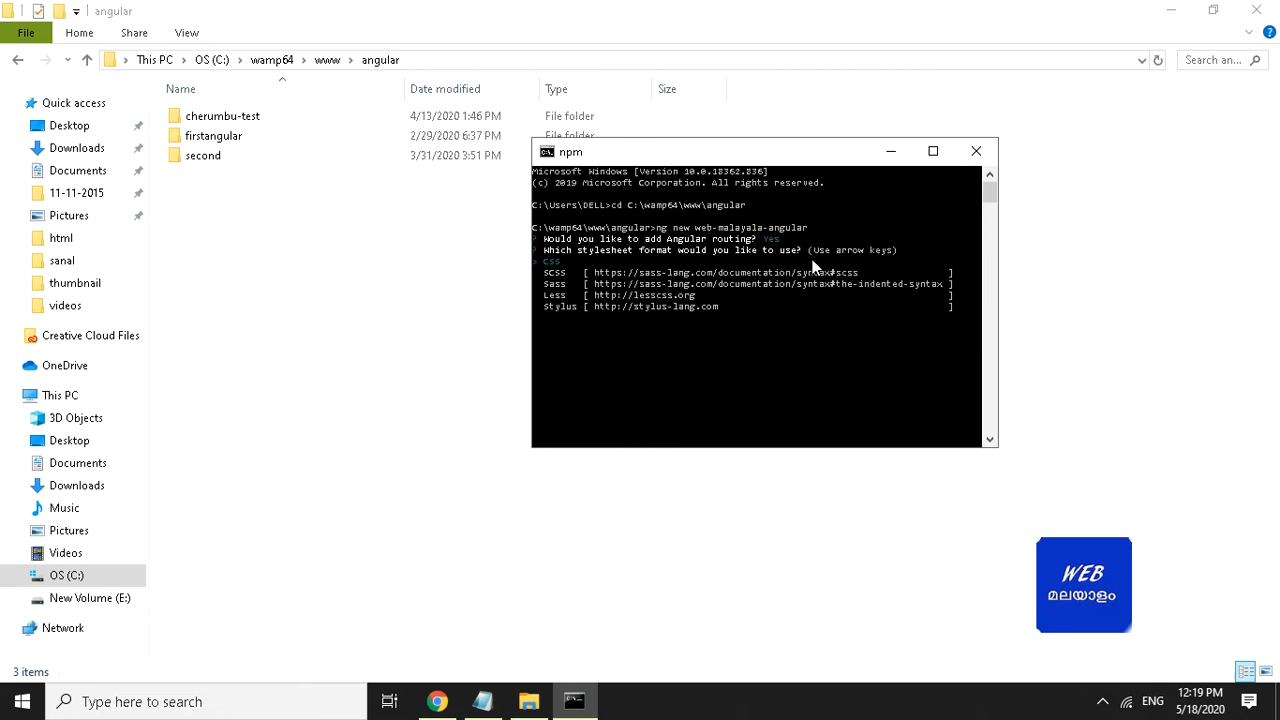 angular
File Home Share View
This PC OS (C:) wamp64 www angular Search an...
Name Date modified Type Size
cherumbu-test 4/13/2020 1:46 PM File folder
firstangular 2/29/2020 6:37 PM File folder
second 3/31/2020 3:51 PM
Quick access
Desktop
Downloads
Documents
11-11-2015
Pictures
html
sanal
thumbnail
videos
Creative Cloud Files
OneDrive
This PC
3D Objects
Desktop
Documents
Downloads
Music
Pictures
Videos
OS (C:)
New Volume (E:)
Network
3 items
npm
Microsoft Windows [Version 10.0.18362.836]
(c) 2019 Microsoft Corporation. All rights reserved.
C:\Users\DELL>cd C:\wamp64\www\angular
C:\wamp64\www\angular>ng new web-malayala-angular
? Would you like to add Angular routing? Yes
? Which stylesheet format would you like to use? (Use arrow keys)
> CSS
SCSS [ https://sass-lang.com/documentation/syntax#scss ]
Sass [ https://sass-lang.com/documentation/syntax#the-indented-syntax ]
Less [ http://lesscss.org ]
Stylus [ http://stylus-lang.com ]
WEB
മലയാളം
Type here to search
ENG
12:19 PM
5/18/2020